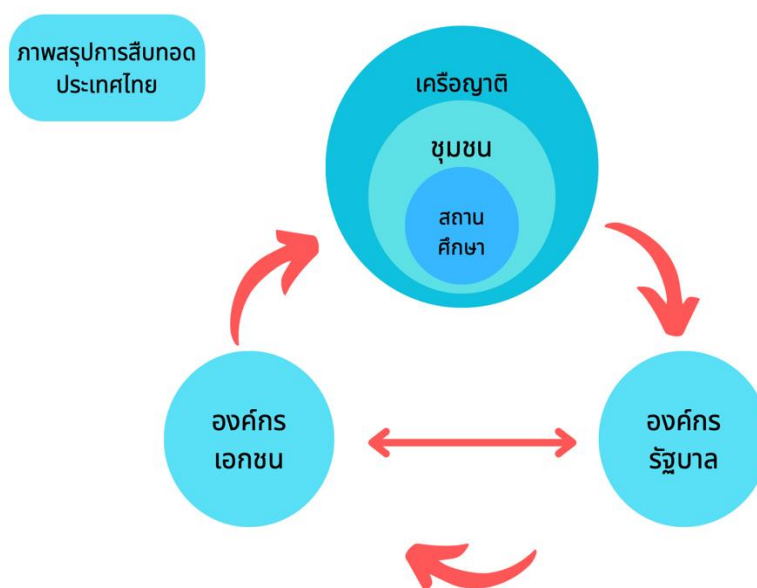 ภาพสรุปการสืบทอด
ประเทศไทย
เครือญาติ
ชุมชน
สถาน
ศึกษา
องค์กร
เอกชน
องค์กร
รัฐบาล